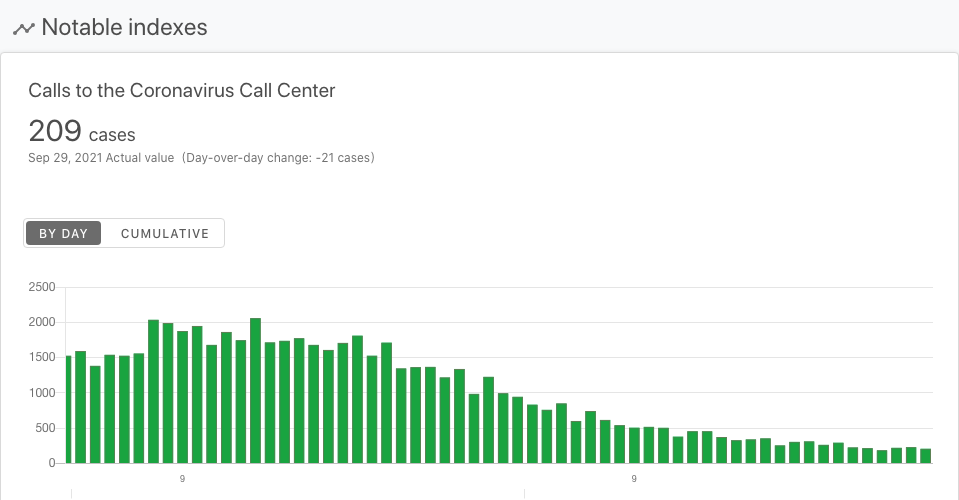 Notable indexes
Calls to the Coronavirus Call Center
209 cases
Sep 29, 2021 Actual value (Day-over-day change: -21 cases)
BY DAY CUMULATIVE
2500
2000
1500
1000
500
0
9 9